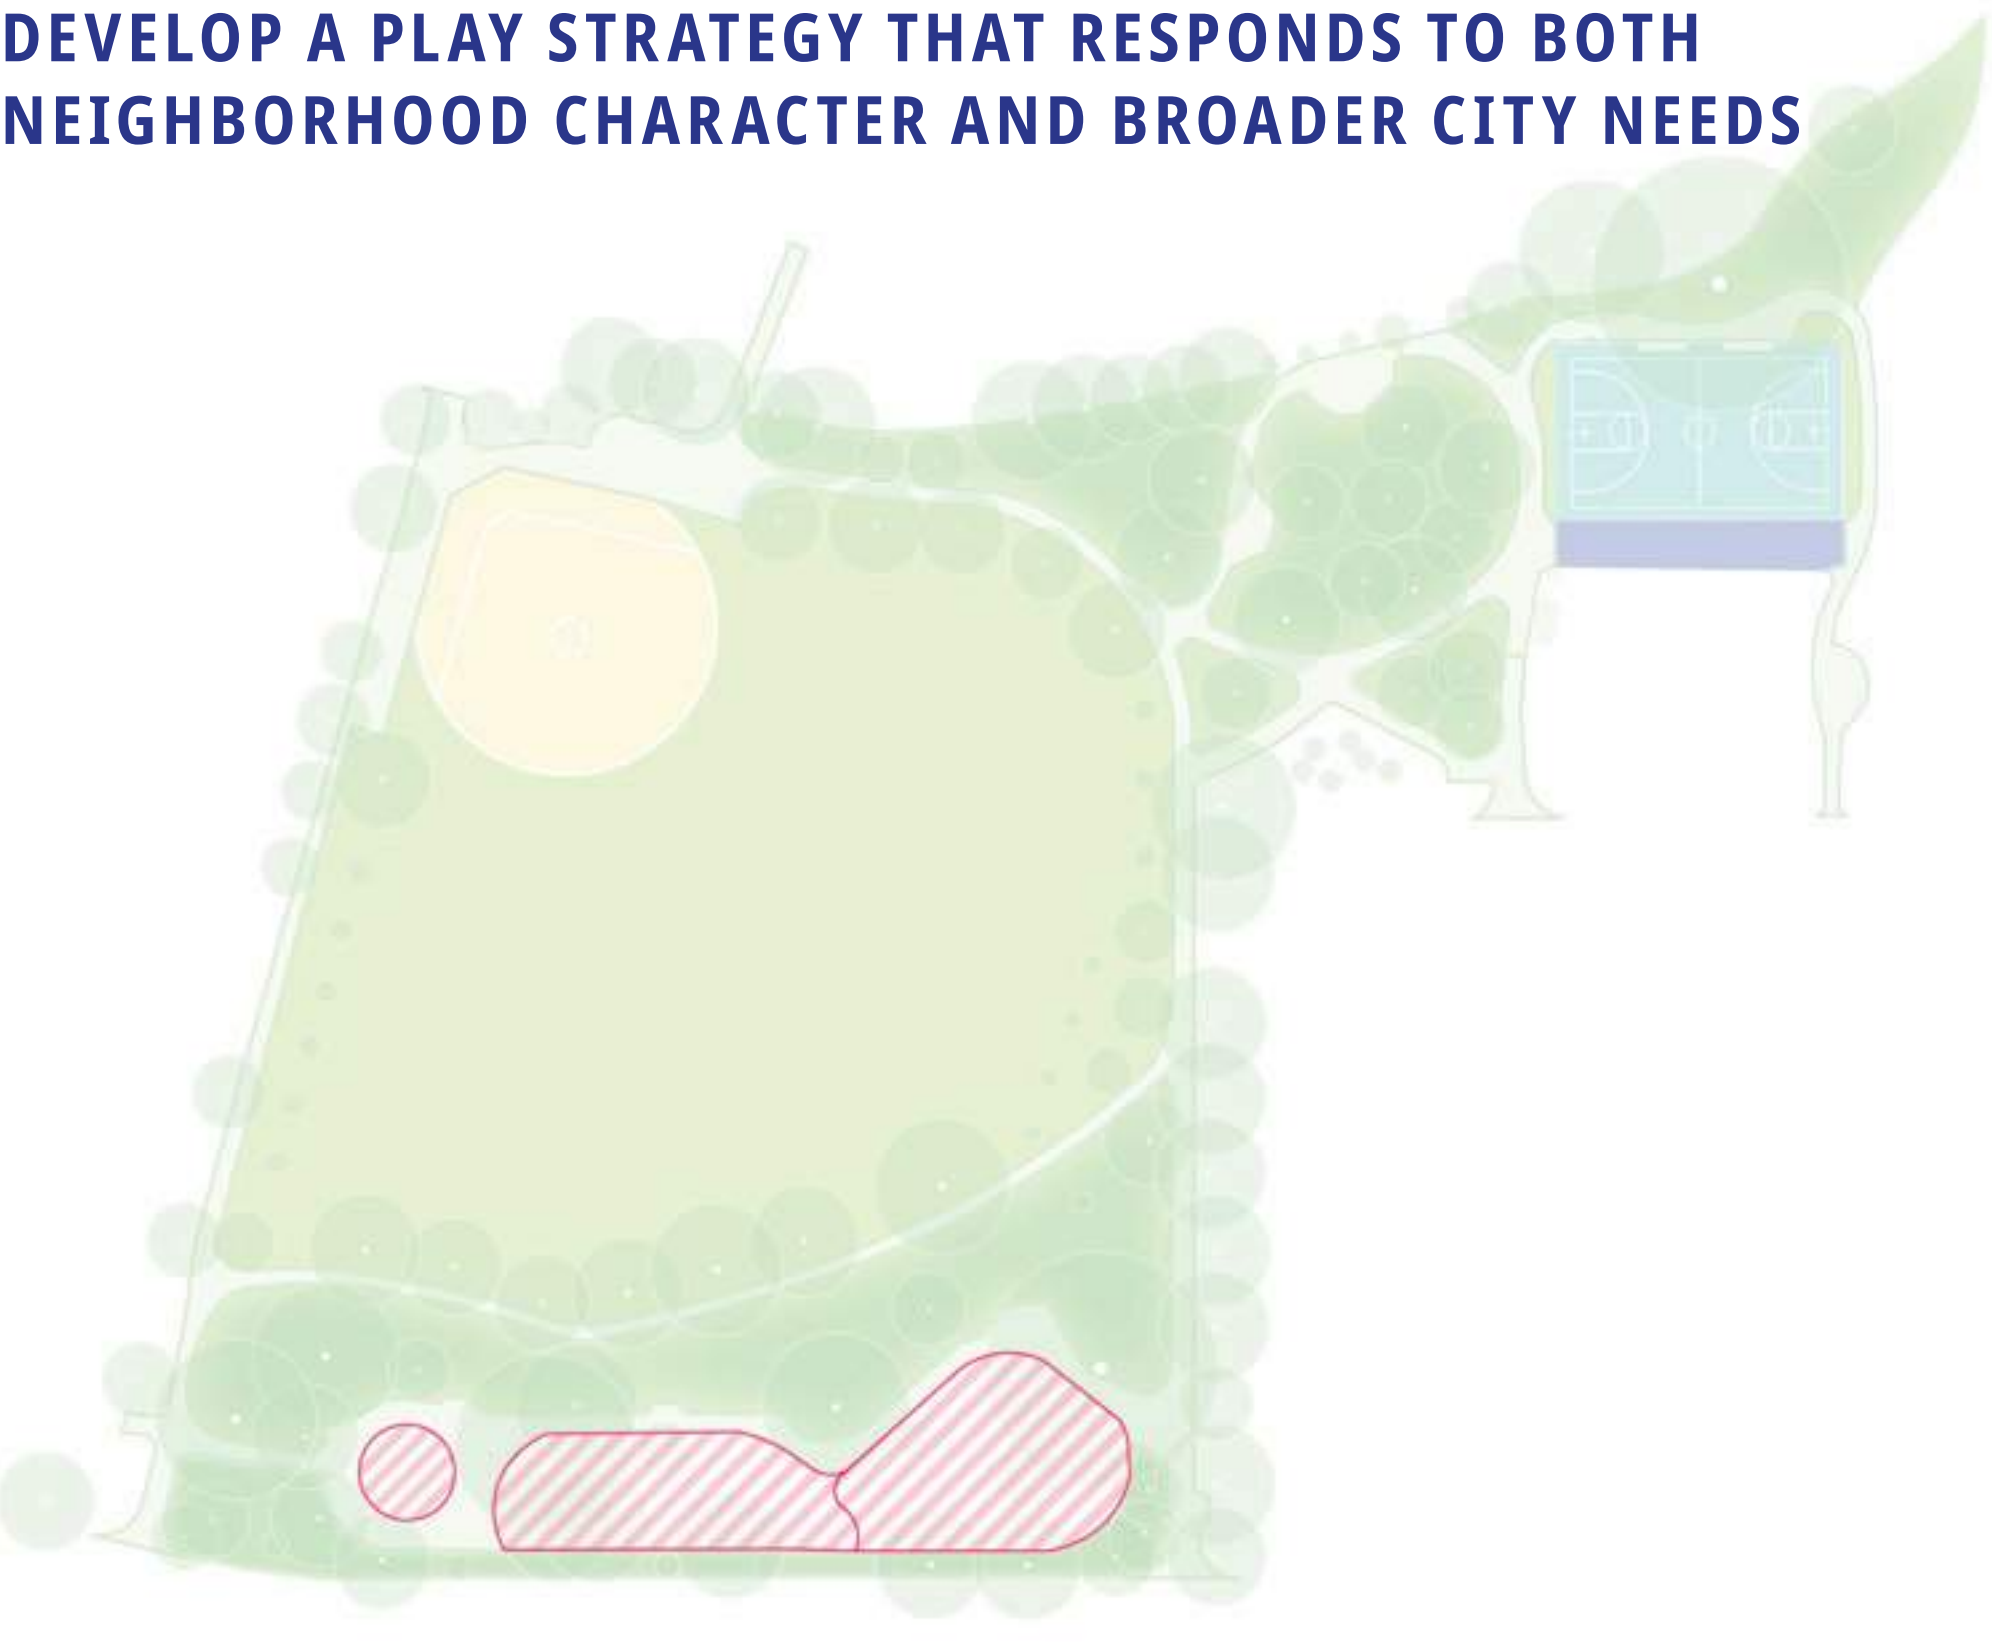 DEVELOP A PLAY STRATEGY THAT RESPONDS TO BOTH
NEIGHBORHOOD CHARACTER AND BROADER CITY NEEDS